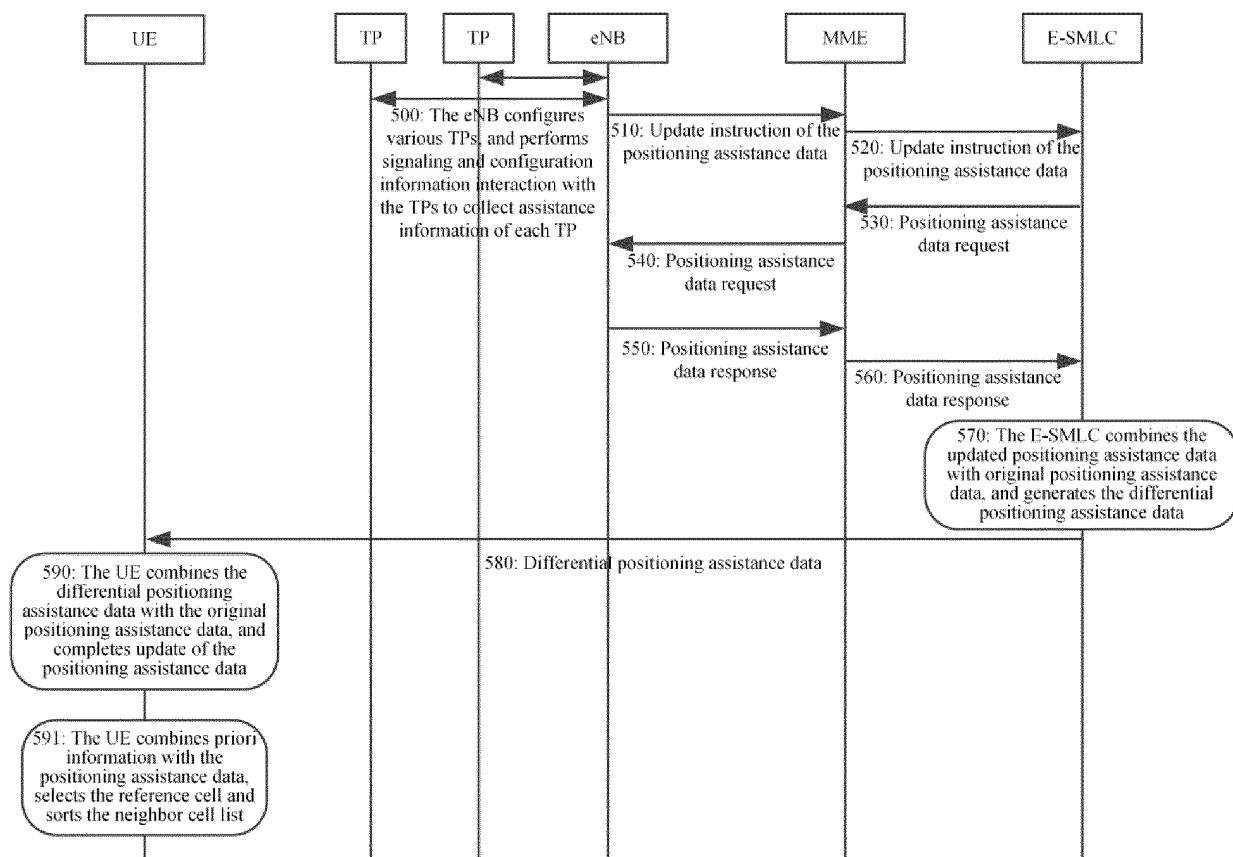 UE
TP
TP
eNB
MME
E-SMLC
500: The eNB configures
various TPs, and performs
signaling and configuration
information interaction with
the TPs to collect assistance
information of each TP
510: Update instruction of the
positioning assistance data
520: Update instruction of the
positioning assistance data
530: Positioning assistance
data request
540: Positioning assistance
data request
550: Positioning assistance
data response
560: Positioning assistance
data response
570: The E-SMLC combines the
updated positioning assistance data
with original positioning assistance
data, and generates the differential
positioning assistance data
580: Differential positioning assistance data
590: The UE combines the
differential positioning
assistance data with the original
positioning assistance data, and
completes update of the
positioning assistance data
591: The UE combines priori
information with the
positioning assistance data,
selects the reference cell and
sorts the neighbor cell list